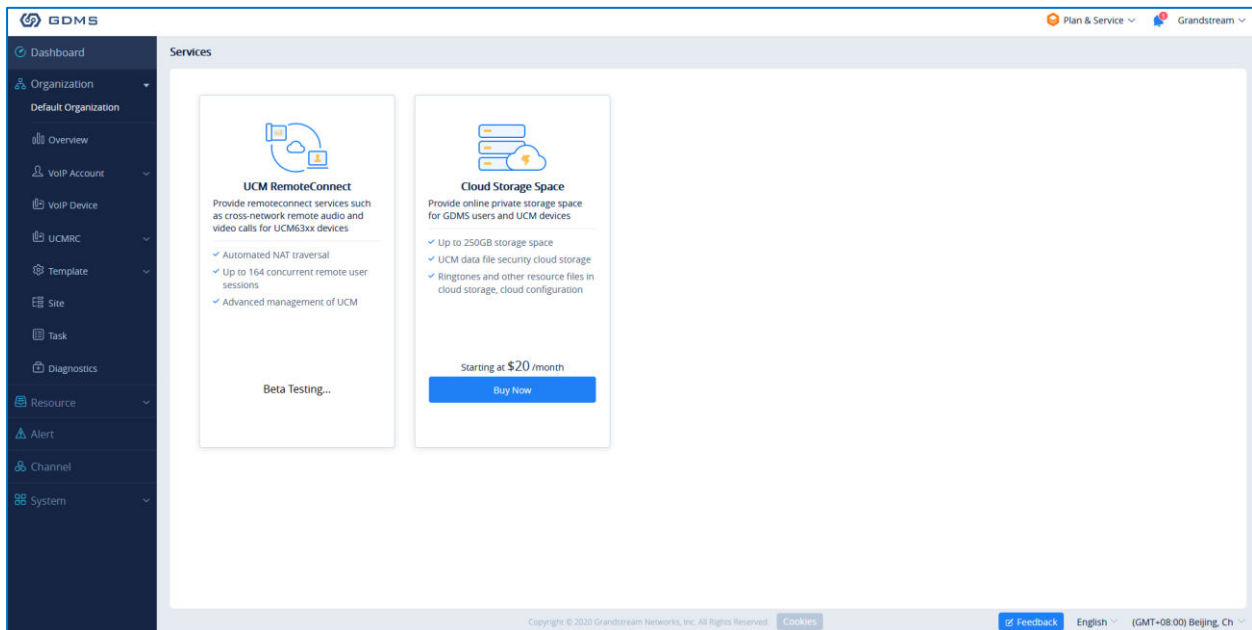 GDMS
Plan & Service
1
Grandstream
Dashboard
Organization
Default Organization
Overview
VoIP Account
VoIP Device
UCMRC
Template
Site
Task
Diagnostics
Resource
Alert
Channel
System
Services
UCM RemoteConnect
Provide remoteconnect services such
as cross-network remote audio and
video calls for UCM63xx devices
Automated NAT traversal
Up to 164 concurrent remote user
sessions
Advanced management of UCM
Beta Testing...
Cloud Storage Space
Provide online private storage space
for GDMS users and UCM devices
Up to 250GB storage space
UCM data file security cloud storage
Ringtones and other resource files in
cloud storage, cloud configuration
Starting at $20 /month
Buy Now
Copyright © 2020 Grandstream Networks, Inc. All Rights Reserved. Cookies
Feedback
English
(GMT+08:00) Beijing, Ch